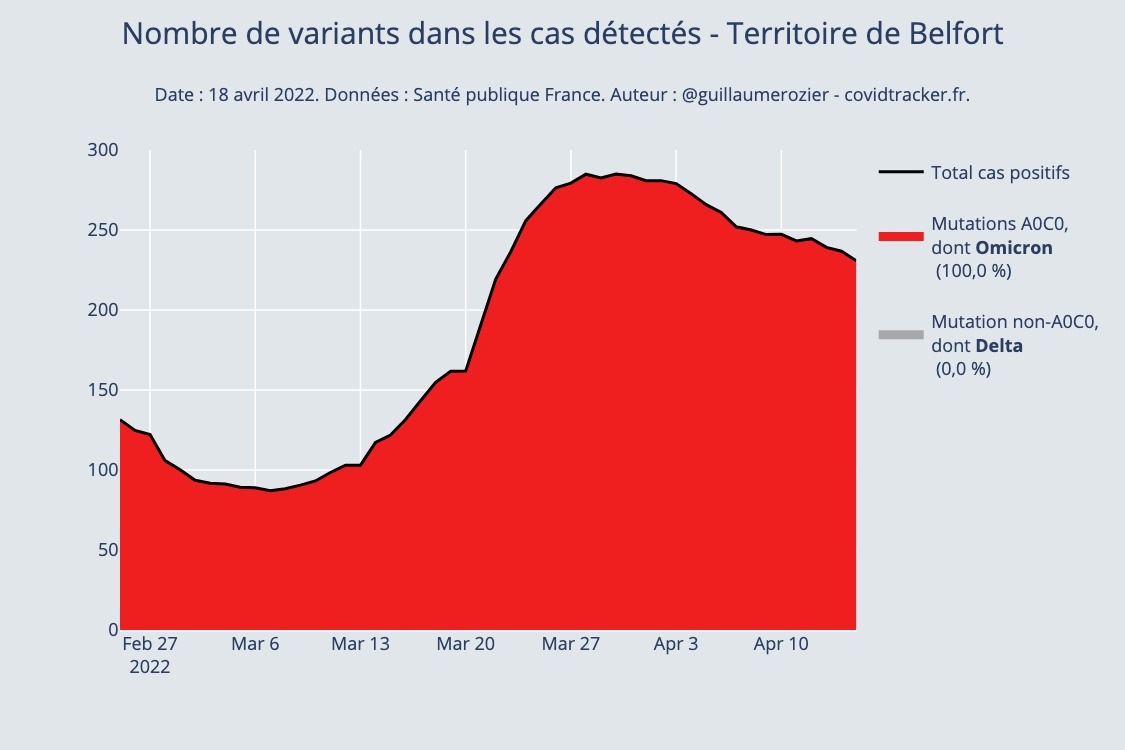 Nombre de variants dans les cas détectés - Territoire de Belfort
Date : 18 avril 2022. Données : Santé publique France. Auteur : @guillaumerozier - covidtracker.fr.
300
250
200
150
100
50
0
Feb 27
2022
Mar 6
Mar 13
Mar 20
Mar 27
Apr 3
Apr 10
Total cas positifs
Mutations A0C0,
dont Omicron
(100,0 %)
Mutation non-A0C0,
dont Delta
(0,0 %)